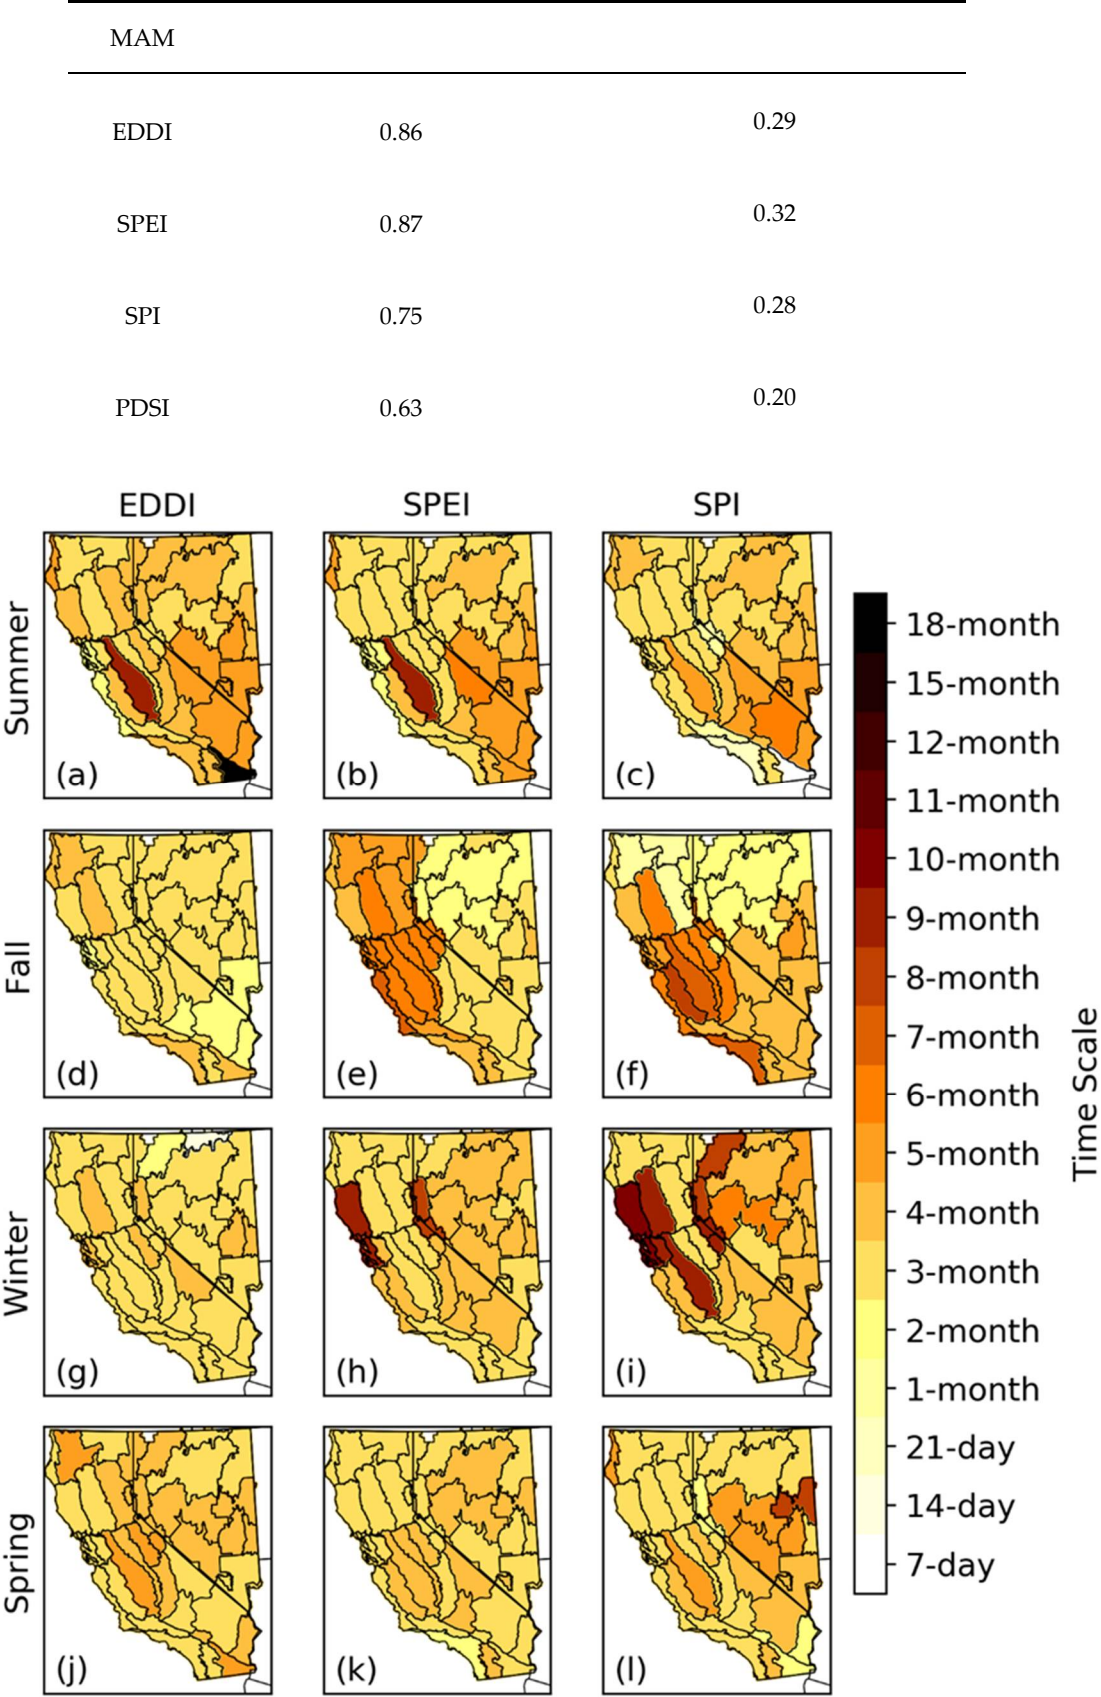 MAM
EDDI 0.86 0.29
SPEI 0.87 0.32
SPI 0.75 0.28
PDSI 0.63 0.20
EDDI SPEI SPI
Summer
(a) (b) (c)
Fall
(d) (e) (f)
Winter
(g) (h) (i)
Spring
(j) (k) (l)
18-month
15-month
12-month
11-month
10-month
9-month
8-month
7-month
6-month
5-month
4-month
3-month
2-month
1-month
21-day
14-day
7-day
Time Scale